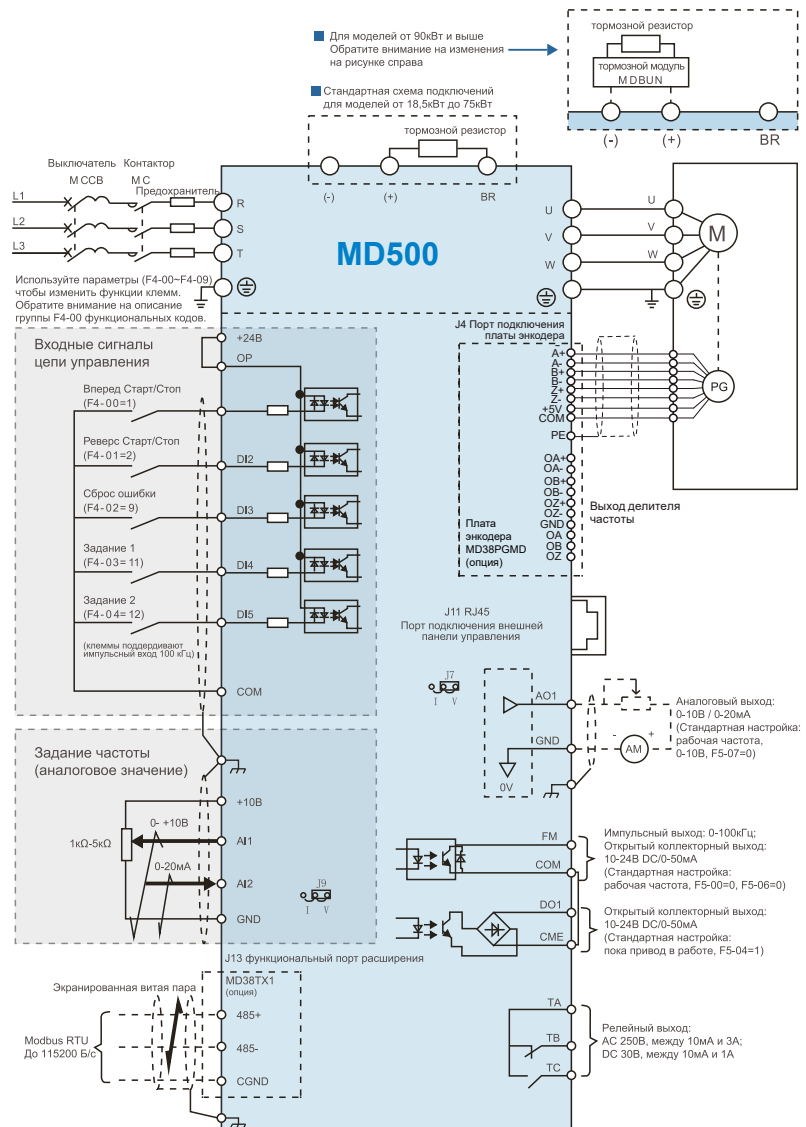 Для моделей от 90кВт и выше
Обратите внимание на изменения
на рисунке справа
тормозной резистор
тормозной модуль
MDBUN
(-)
(+)
BR
Стандартная схема подключений
для моделей от 18,5кВт до 75кВт
тормозной резистор
(-)
(+)
BR
Выключатель
MCCB
Контактор
MC
Предохранитель
L1
L2
L3
R
S
T
MD500
U
V
W
U
V
W
M
Используйте параметры (F4-00~F4-09)
чтобы изменить функции клемм.
Обратите внимание на описание
группы F4-00 функциональных кодов.
Входные сигналы
цепи управления
+24В
OP
Вперед Старт/Стоп
(F4-00=1)
Реверс Старт/Стоп
(F4-01=2)
DI2
Сброс ошибки
(F4-02=9)
DI3
Задание 1
(F4-03=11)
DI4
Задание 2
(F4-04=12)
DI5
(клеммы поддердивают
импульсный вход 100 кГц)
COM
J4 Порт подключения
платы энкодера
A+
A-
B+
B-
Z+
Z-
+5V
COM
PE
PG
OA+
OA-
OB+
OB-
OZ+
OZ-
GND
OA
OB
OZ
Выход делителя
частоты
Плата
энкодера
MD38PGMD
(опция)
J11 RJ45
Порт подключения внешней
панели управления
J7
I V
AO1
GND
0V
- +
AM
Аналоговый выход:
0-10В / 0-20мА
(Стандартная настройка:
рабочая частота,
0-10В, F5-07=0)
Задание частоты
(аналоговое значение)
+10В
0- +10В
1кΩ-5кΩ
AI1
0-20мА
AI2
J9
I V
GND
FM
COM
Импульсный выход: 0-100кГц;
Открытый коллекторный выход:
10-24В DC/0-50мА
(Стандартная настройка:
рабочая частота, F5-00=0, F5-06=0)
DO1
CME
Открытый коллекторный выход:
10-24В DC/0-50мА
(Стандартная настройка:
пока привод в работе, F5-04=1)
J13 функциональный порт расширения
MD38TX1
(опция)
Экранированная витая пара
485+
485-
CGND
Modbus RTU
До 115200 Б/с
TA
TB
TC
Релейный выход:
AC 250В, между 10мА и 3А;
DC 30В, между 10мА и 1А